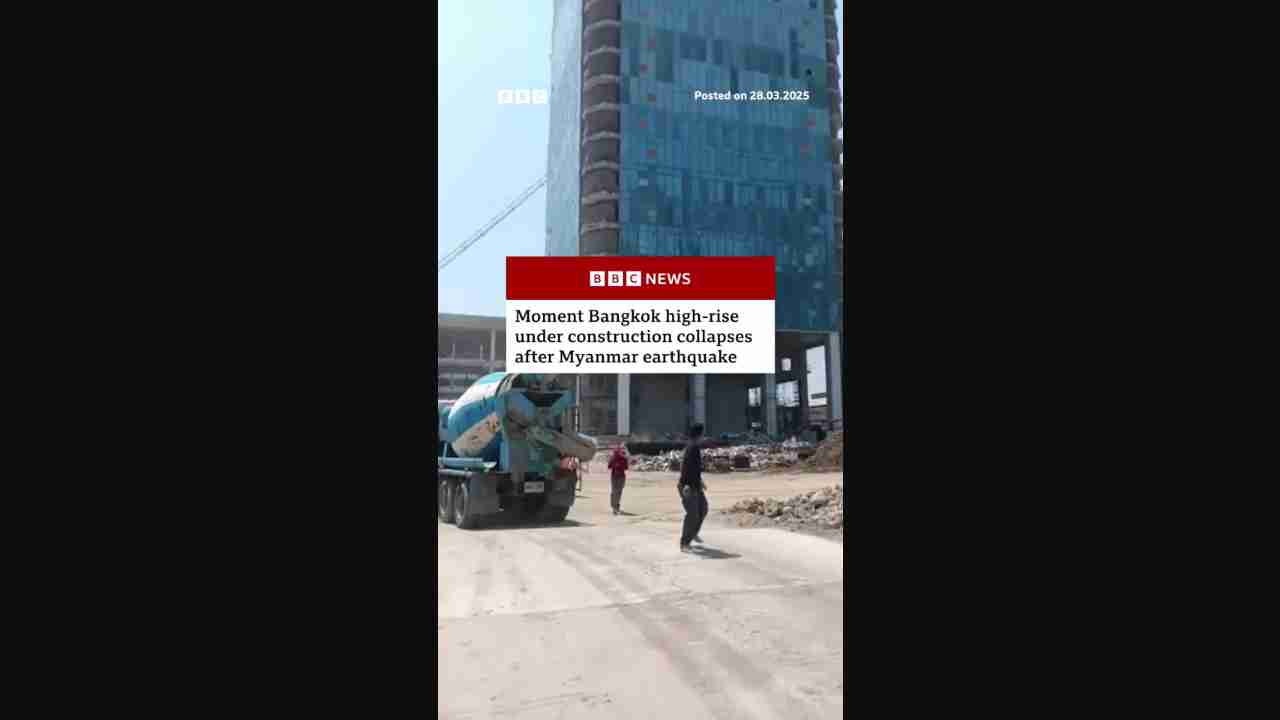 BBC
Posted on 28.03.2025
BBC NEWS
Moment Bangkok high-rise
under construction collapses
after Myanmar earthquake